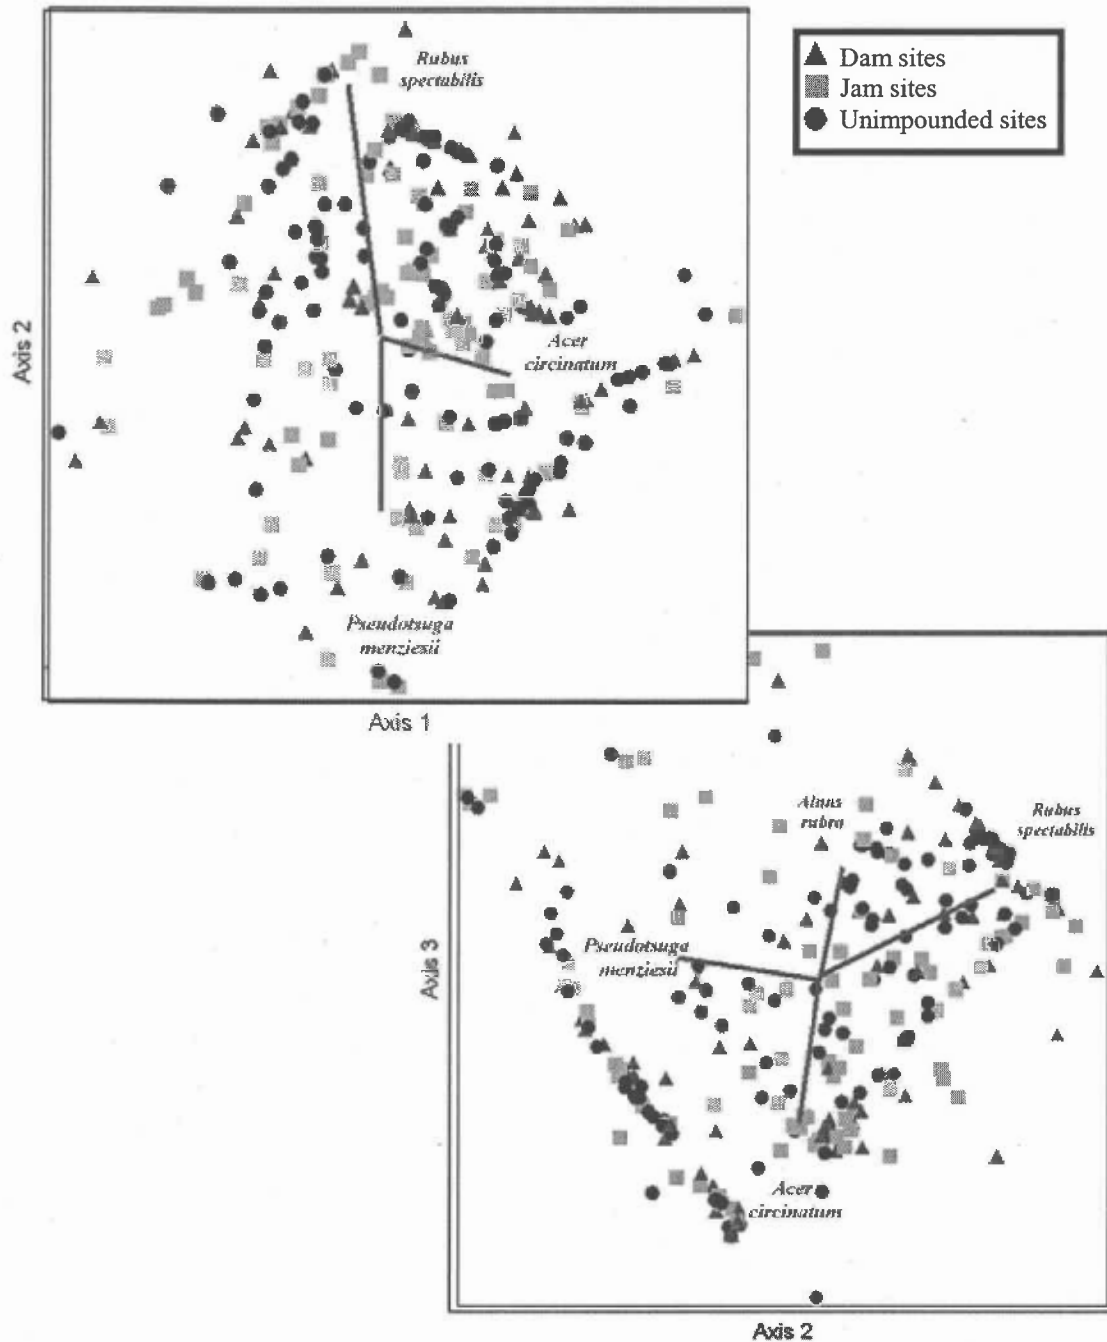 Dam sites
Jam sites
Unimpounded sites
Rubus
spectabilis
Acer
circinatum
Pseudotsuga
menziesii
Axis 2
Axis 1
Alnus
rubra
Rubus
spectabilis
Pseudotsuga
menziesii
Acer
circinatum
Axis 3
Axis 2